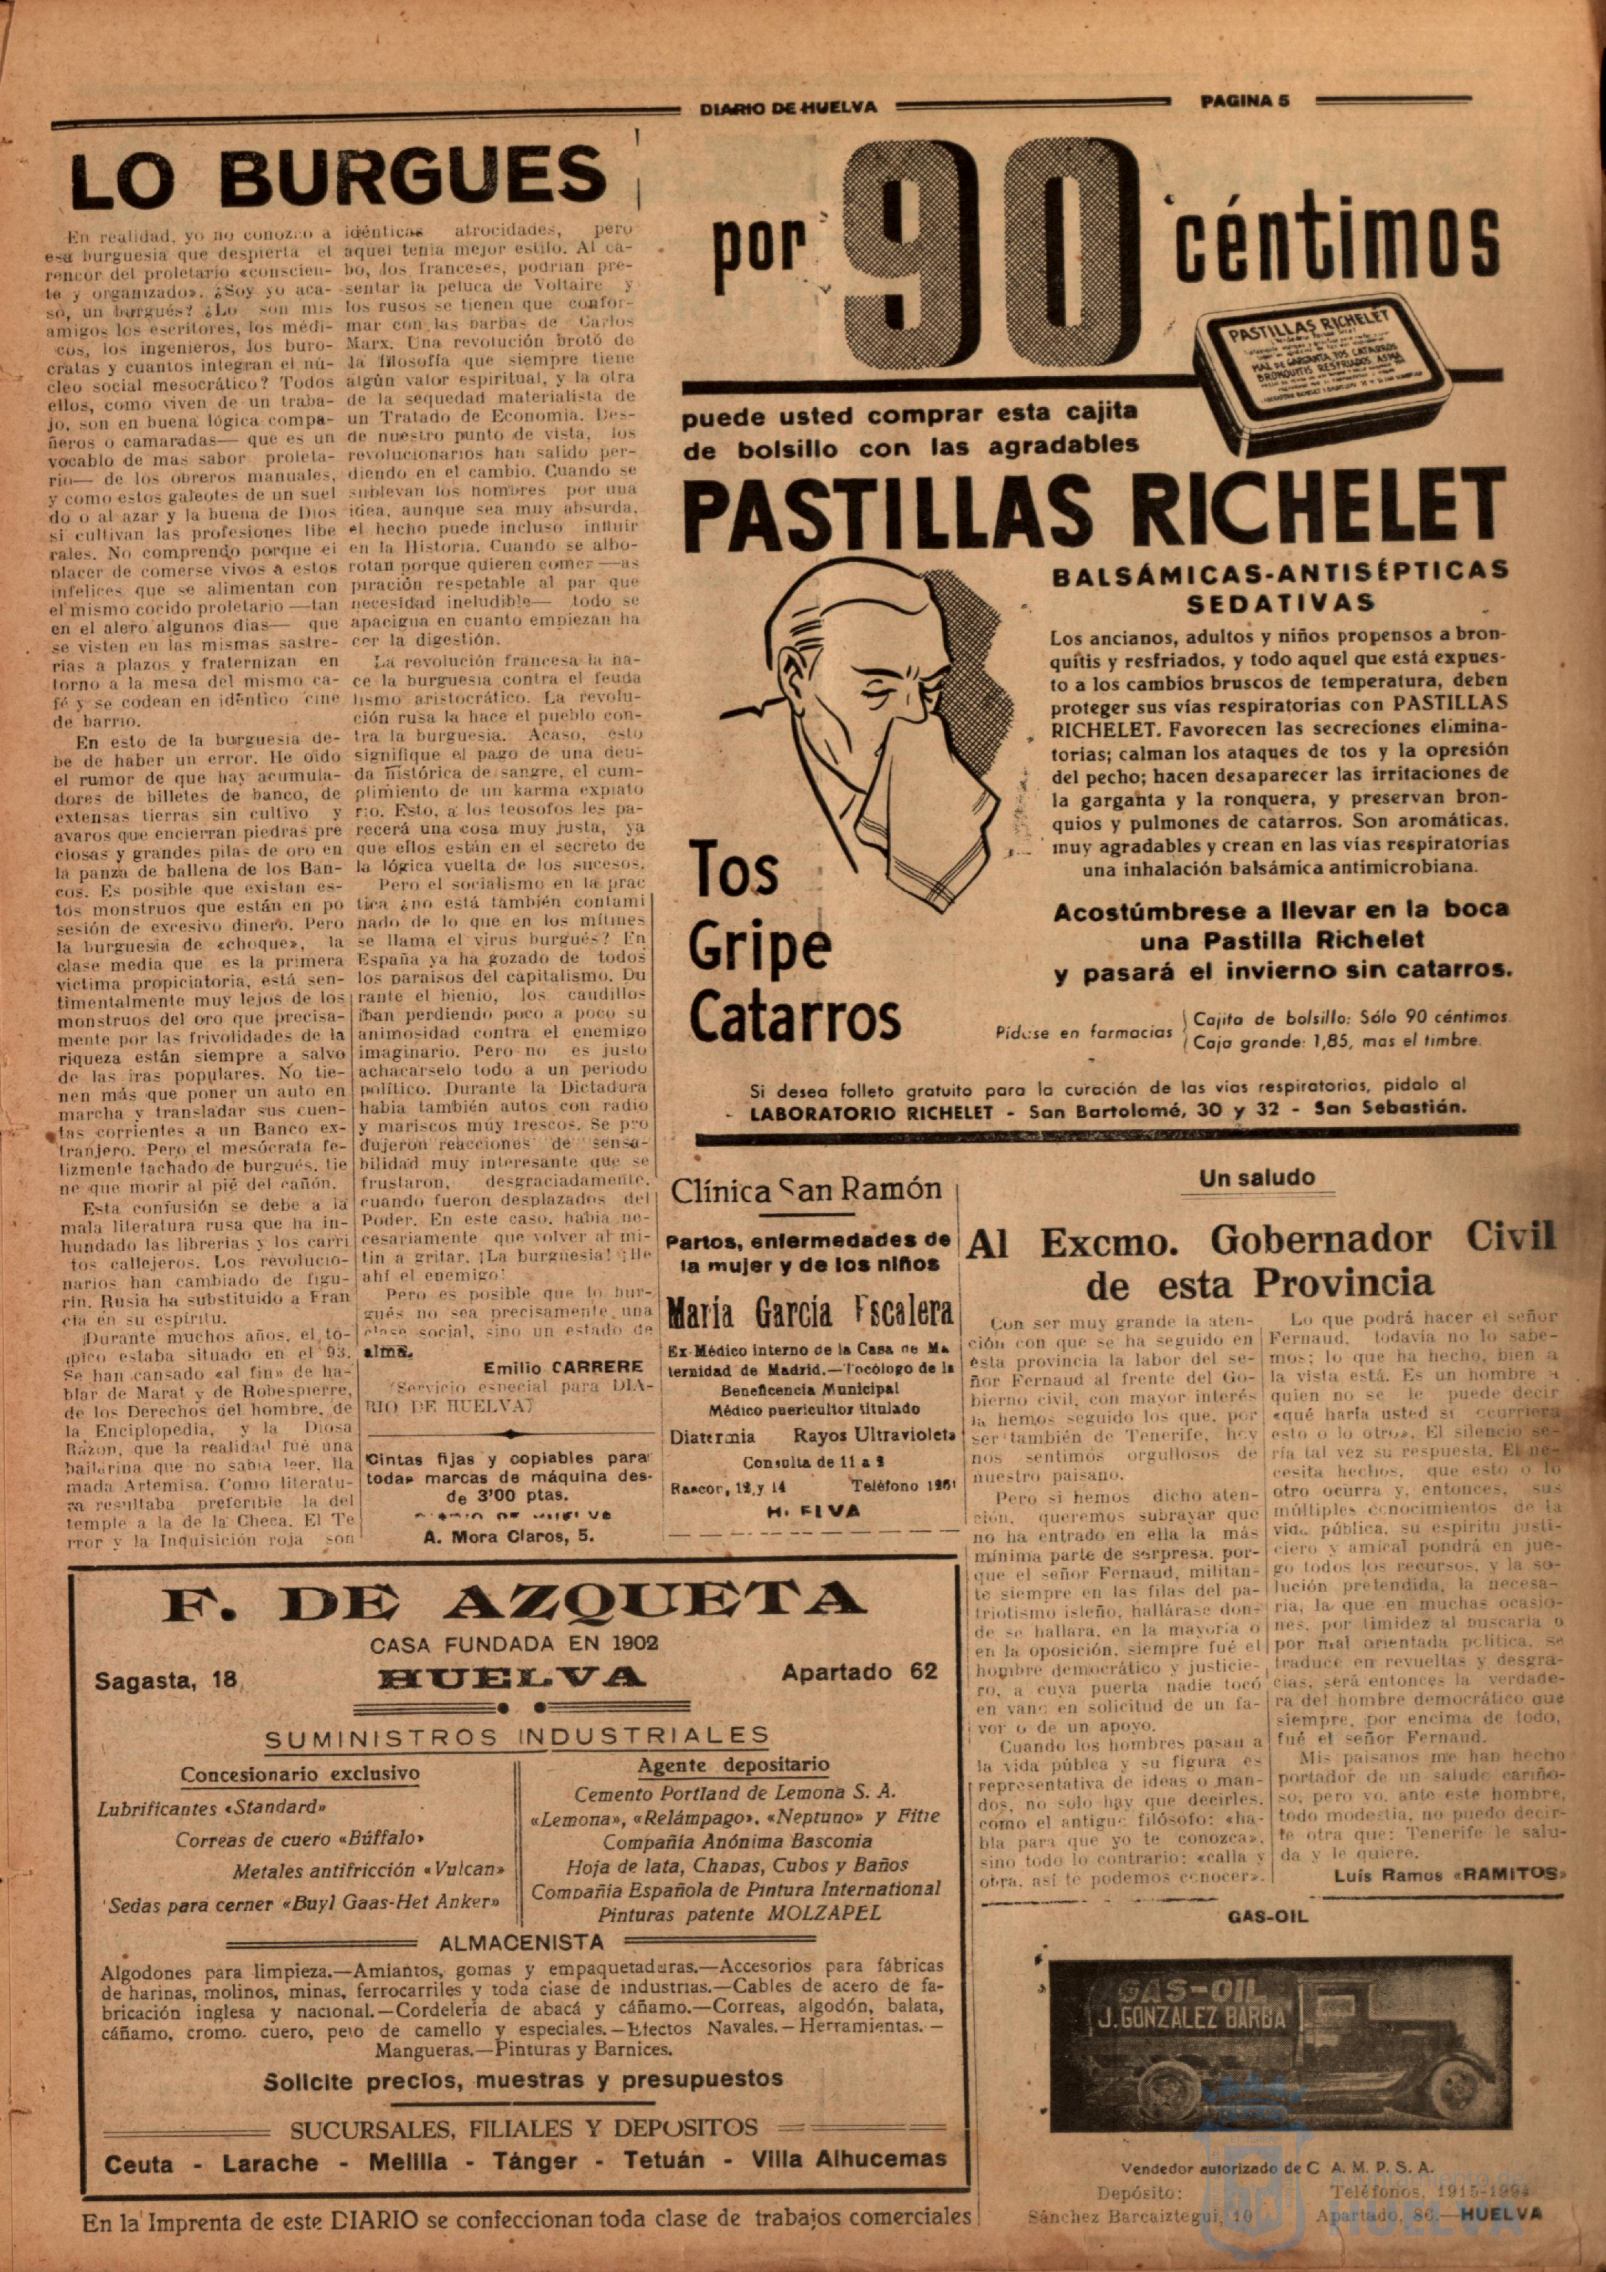 DIARIO DE HUELVA
PAGINA 5
LO BURGUES
En realidad, yo no conozco a
esa burguesia que despierta el
rencor del proletario «conscien-
te y organizado». ¿Soy yo aca-
so, un burgués? ¿Lo son mis
amigos los escritores, los médi-
cos, los ingenieros, los buro-
cratas y cuantos integran el nú-
cleo social mesocrático? Todos
ellos, como viven de un traba-
jo, son en buena lógica compa-
ñeros o camaradas— que es un
vocablo de mas sabor proleta-
rio— de los obreros manuales,
y como estos galeotes de un suel
do o al azar y la buena de Dios
si cultivan las profesiones libe
rales. No comprendo porque el
placer de comerse vivos a estos
infelices que se alimentan con
el mismo cocido proletario —tan
en el alero algunos dias— que
se visten en las mismas sastre-
rias a plazos y fraternizan en
torno a la mesa del mismo ca-
fé y se codean en idéntico cine
de barrio.
En esto de la burguesia de-
be de haber un error. He oido
el rumor de que hay acumula-
dores de billetes de banco, de
extensas tierras sin cultivo y
avaros que encierran piedras pre
ciosas y grandes pilas de oro en
la panza de ballena de los Ban-
cos. Es posible que existan es-
tos monstruos que están en po
sesión de excesivo dinero. Pero
la burguesia de «choque», la
clase media que es la primera
victima propiciatoria, está sen-
timentalmente muy lejos de los
monstruos del oro que precisa-
mente por las frivolidades de la
riqueza están siempre a salvo
de las iras populares. No tie-
nen más que poner un auto en
marcha y transladar sus cuen-
tas corrientes a un Banco ex-
tranjero. Pero el mesócrata fe-
lizmente tachado de burgués, tie
ne que morir al pié del cañón.
Esta confusión se debe a la
mala literatura rusa que ha in-
hundado las librerias y los carri
tos callejeros. Los revolucio-
narios han cambiado de figu-
rin. Rusia ha substituido a Fran
cia en su espiritu.
¡Durante muchos años, el tó-
pico estaba situado en el 93.
Se han cansado «al fin» de ha-
blar de Marat y de Robespierre,
de los Derechos del hombre, de
la Enciplopedia, y la Diosa
Razon, que la realidad fué una
bailarina que no sabia leer, lla
mada Artemisa. Como literatu-
ra resultaba preferible la del
temple a la de la Checa. El Te
rror y la Inquisición roja son
idénticas atrocidades, pero
aquel tenia mejor estilo. Al ca-
bo, los franceses, podrían pre-
sentar la peluca de Voltaire y
los rusos se tienen que confor-
mar con las barbas de Carlos
Marx. Una revolución brotó de
la filosofía que siempre tiene
algún valor espiritual, y la otra
de la sequedad materialista de
un Tratado de Economia. Des-
de nuestro punto de vista, los
revolucionarios han salido per-
diendo en el cambio. Cuando se
sublevan los hombres por una
idea, aunque sea muy absurda,
el hecho puede incluso influir
en la Historia. Cuando se albo-
rotan porque quieren comer —as
piración respetable al par que
necesidad ineludible— todo se
apacigua en cuanto empiezan ha
cer la digestión.
La revolución francesa la ha-
ce la burguesia contra el feuda
lismo aristocrático. La revolu-
ción rusa la hace el pueblo con-
tra la burguesia. Acaso, esto
signifique el pago de una deu-
da histórica de sangre, el cum-
plimiento de un karma expiato
rio. Esto, a los teosofos les pa-
recerá una cosa muy justa, ya
que ellos están en el secreto de
la lógica vuelta de los sucesos.
Pero el socialismo en la prac
tica ¿no está también contami
nado de lo que en los mítines
se llama el virus burgués? En
España ya ha gozado de todos
los paraisos del capitalismo. Du
rante el bienio, los caudillos
iban perdiendo poco a poco su
animosidad contra el enemigo
imaginario. Pero no es justo
achacárselo todo a un periodo
político. Durante la Dictadura
habia también autos con radio
y mariscos muy frescos. Se pro
dujeron reacciones de sensa-
bilidad muy interesante que se
frustaron, desgraciadamente,
cuando fueron desplazados del
Poder. En este caso, habia ne-
cesariamente que volver al mi-
tin a gritar. ¡La burguesia! ¡He
ahí el enemigo!
Pero es posible que lo bur-
gués no sea precisamente una
clase social, sino un estado de
alma.
Emilio CARRERE
(Servicio especial para DIA-
RIO DE HUELVA)
Cintas fijas y copiables para
todas marcas de máquina des-
de 3'00 ptas.
A. Mora Claros, 5.
por 90 céntimos
PASTILLAS RICHELET
MAL DE GARGANTA TOS CATARROS
BRONQUITIS RESFRIADOS ASMA
puede usted comprar esta cajita
de bolsillo con las agradables
PASTILLAS RICHELET
BALSÁMICAS-ANTISÉPTICAS
SEDATIVAS
Los ancianos, adultos y niños propensos a bron-
quitis y resfriados, y todo aquel que está expues-
to a los cambios bruscos de temperatura, deben
proteger sus vías respiratorias con PASTILLAS
RICHELET. Favorecen las secreciones elimina-
torias; calman los ataques de tos y la opresión
del pecho; hacen desaparecer las irritaciones de
la garganta y la ronquera, y preservan bron-
quios y pulmones de catarros. Son aromáticas,
muy agradables y crean en las vías respiratorias
una inhalación balsámica antimicrobiana.
Acostúmbrese a llevar en la boca
una Pastilla Richelet
y pasará el invierno sin catarros.
Tos
Gripe
Catarros
Pídase en farmacias
Cajita de bolsillo: Sólo 90 céntimos.
Caja grande: 1,85, mas el timbre.
Si desea folleto gratuito para la curación de las vías respiratorias, pidalo al
LABORATORIO RICHELET - San Bartolomé, 30 y 32 - San Sebastián.
Clínica San Ramón
Partos, enfermedades de
la mujer y de los niños
María García Escalera
Ex-Médico interno de la Casa de Ma
ternidad de Madrid.—Tocólogo de la
Beneficencia Municipal
Médico puericultor titulado
Diatermia Rayos Ultravioleta
Consulta de 11 a 2
Rascor, 12 y 14 Teléfono 1261
Un saludo
Al Excmo. Gobernador Civil
de esta Provincia
Con ser muy grande la aten-
ción con que se ha seguido en
esta provincia la labor del se-
ñor Fernaud al frente del Go-
bierno civil, con mayor interés
la hemos seguido los que, por
ser también de Tenerife, hoy
nos sentimos orgullosos de
nuestro paisano.
Pero si hemos dicho aten-
ción, queremos subrayar que
no ha entrado en ella la más
mínima parte de sorpresa, por-
que el señor Fernaud, militan-
te siempre en las filas del pa-
triotismo isleño, hallárase don-
de se hallara, en la mayoría o
en la oposición, siempre fué el
hombre democrático y justicie-
ro, a cuya puerta nadie tocó
en vano en solicitud de un fa-
vor o de un apoyo.
Cuando los hombres pasan a
la vida pública y su figura es
representativa de ideas o man-
dos, no solo hay que decirles,
como el antiguo filósofo: «ha-
bla para que yo te conozca»,
sino todo lo contrario: «calla y
obra, así te podemos conocer».
Lo que podrá hacer el señor
Fernaud, todavía no lo sabe-
mos; lo que ha hecho, bien a
la vista está. Es un hombre a
quien no se le puede decir
«qué haría usted si ocurriera
esto o lo otro». El silencio se-
ría tal vez su respuesta. El ne-
cesita hechos, que esto o lo
otro ocurra y, entonces, sus
múltiples conocimientos de la
vida pública, su espíritu justi-
ciero y amical pondrá en jue-
go todos los recursos, y la so-
lución pretendida, la necesa-
ria, la que en muchas ocasio-
nes, por timidez al buscarla o
por mal orientada política, se
traduce en revueltas y desgra-
cias, será entonces la verdade-
ra del hombre democrático que
siempre, por encima de todo,
fué el señor Fernaud.
Mis paisanos me han hecho
portador de un saludo cariño-
so, pero yo, ante este hombre,
todo modestia, no puedo decir-
te otra que: Tenerife le salu-
da y le quiere.
Luís Ramos «RAMITOS»
F. DE AZQUETA
CASA FUNDADA EN 1902
Sagasta, 18 HUELVA Apartado 62
SUMINISTROS INDUSTRIALES
Concesionario exclusivo
Lubrificantes «Standard»
Correas de cuero «Búffalo»
Metales antifricción «Vulcan»
Sedas para cerner «Buyl Gaas-Het Anker»
Agente depositario
Cemento Portland de Lemona S. A.
«Lemona», «Relámpago», «Neptuno» y Fitie
Compañía Anónima Basconia
Hoja de lata, Chapas, Cubos y Baños
Compañia Española de Pintura International
Pinturas patente MOLZAPEL
ALMACENISTA
Algodones para limpieza.—Amiantos, gomas y empaquetaduras.—Accesorios para fábricas
de harinas, molinos, minas, ferrocarriles y toda clase de industrias.—Cables de acero de fa-
bricación inglesa y nacional.—Cordelería de abacá y cáñamo.—Correas, algodón, balata,
cáñamo, cromo, cuero, pelo de camello y especiales.—Efectos Navales.—Herramientas.—
Mangueras.—Pinturas y Barnices.
Solicite precios, muestras y presupuestos
SUCURSALES, FILIALES Y DEPOSITOS
Ceuta - Larache - Melilla - Tánger - Tetuán - Villa Alhucemas
En la Imprenta de este DIARIO se confeccionan toda clase de trabajos comerciales
GAS-OIL
GAS-OIL
J. GONZALEZ BARBA
Vendedor autorizado de C. A. M. P. S. A.
Depósito: Teléfonos, 1915-1994
Sánchez Barcaiztegui, 10 Apartado, 86.—HUELVA
HUELVA